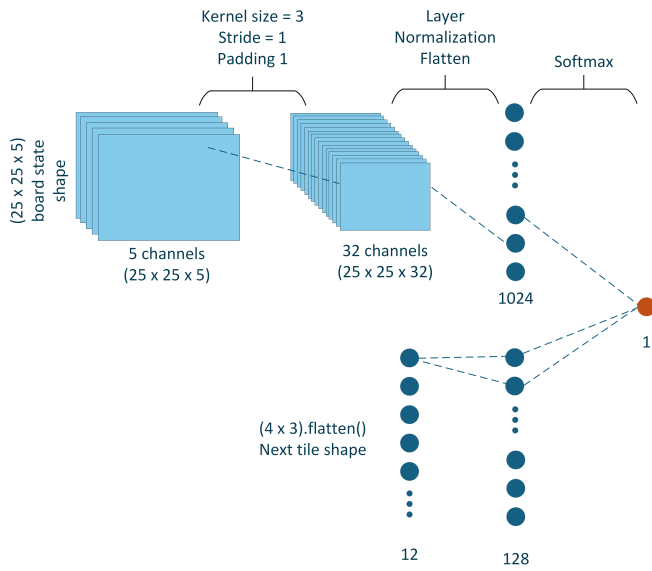 Kernel size = 3
Stride = 1
Padding 1
Layer
Normalization
Flatten
Softmax
(25 x 25 x 5)
board state
shape
5 channels
(25 x 25 x 5)
32 channels
(25 x 25 x 32)
1024
1
(4 x 3).flatten()
Next tile shape
12
128